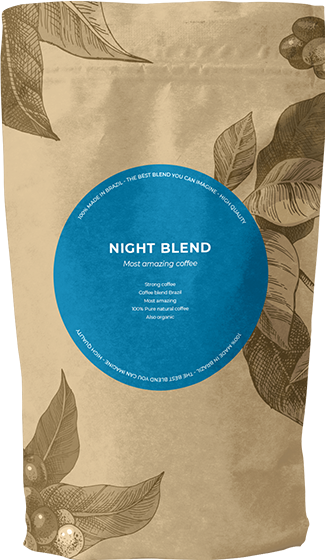 100% MADE IN BRAZIL - THE BEST BLEND YOU CAN IMAGINE - HIGH QUALITY
NIGHT BLEND
Most amazing coffee
Strong coffee
Coffee blend Brazil
Most amazing
100% Pure natural coffee
Also organic
100% MADE IN BRAZIL - THE BEST BLEND YOU CAN IMAGINE - HIGH QUALITY